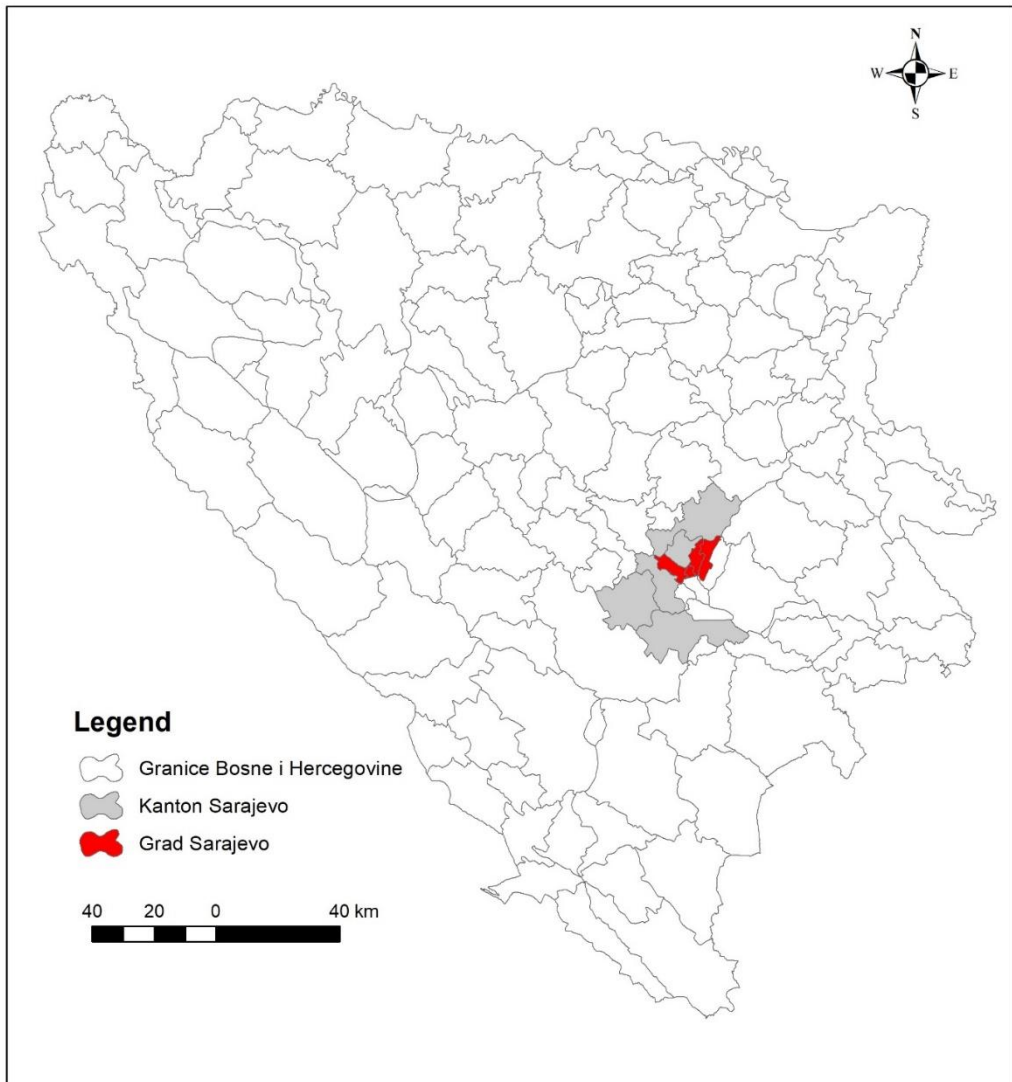 N
W E
S
Legend
Granice Bosne i Hercegovine
Kanton Sarajevo
Grad Sarajevo
40 20 0 40 km